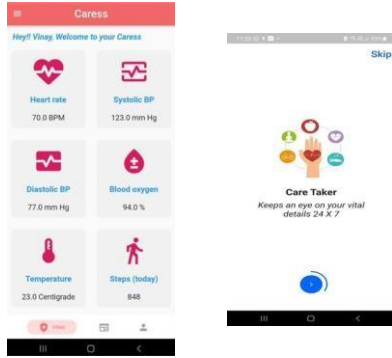 Caress
Hey!! Vinay, Welcome to your Caress
Heart rate
70.0 BPM
Systolic BP
123.0 mm Hg
Diastolic BP
77.0 mm Hg
Blood oxygen
94.0 %
Temperature
23.0 Centigrade
Steps (today)
848
Skip
Care Taker
Keeps an eye on your vital
details 24 X 7